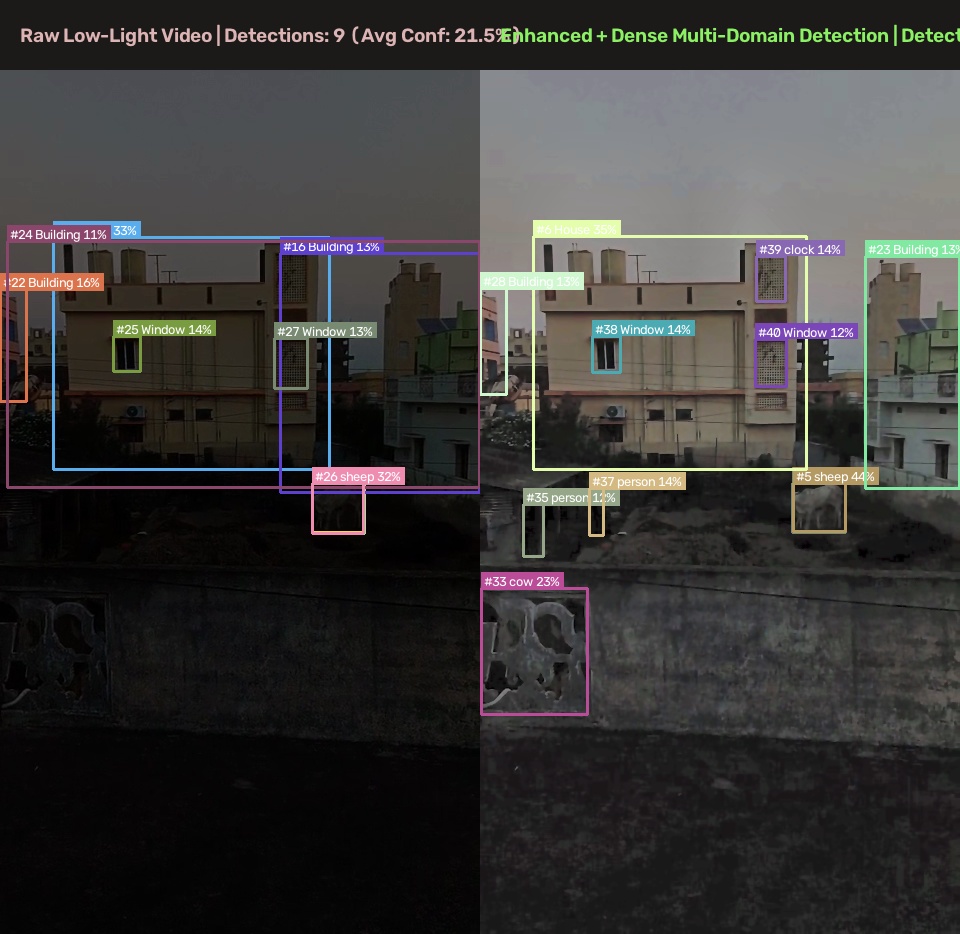 Raw Low-Light Video | Detections: 9 (Avg Conf: 21.5%)
Enhanced + Dense Multi-Domain Detection | Detect
33%
#24 Building 11%
#16 Building 13%
#22 Building 16%
#25 Window 14%
#27 Window 13%
#26 sheep 32%
#6 House 35%
#39 clock 14%
#23 Building 13%
#28 Building 13%
#38 Window 14%
#40 Window 12%
#5 sheep 44%
#37 person 14%
#35 person 12%
#33 cow 23%